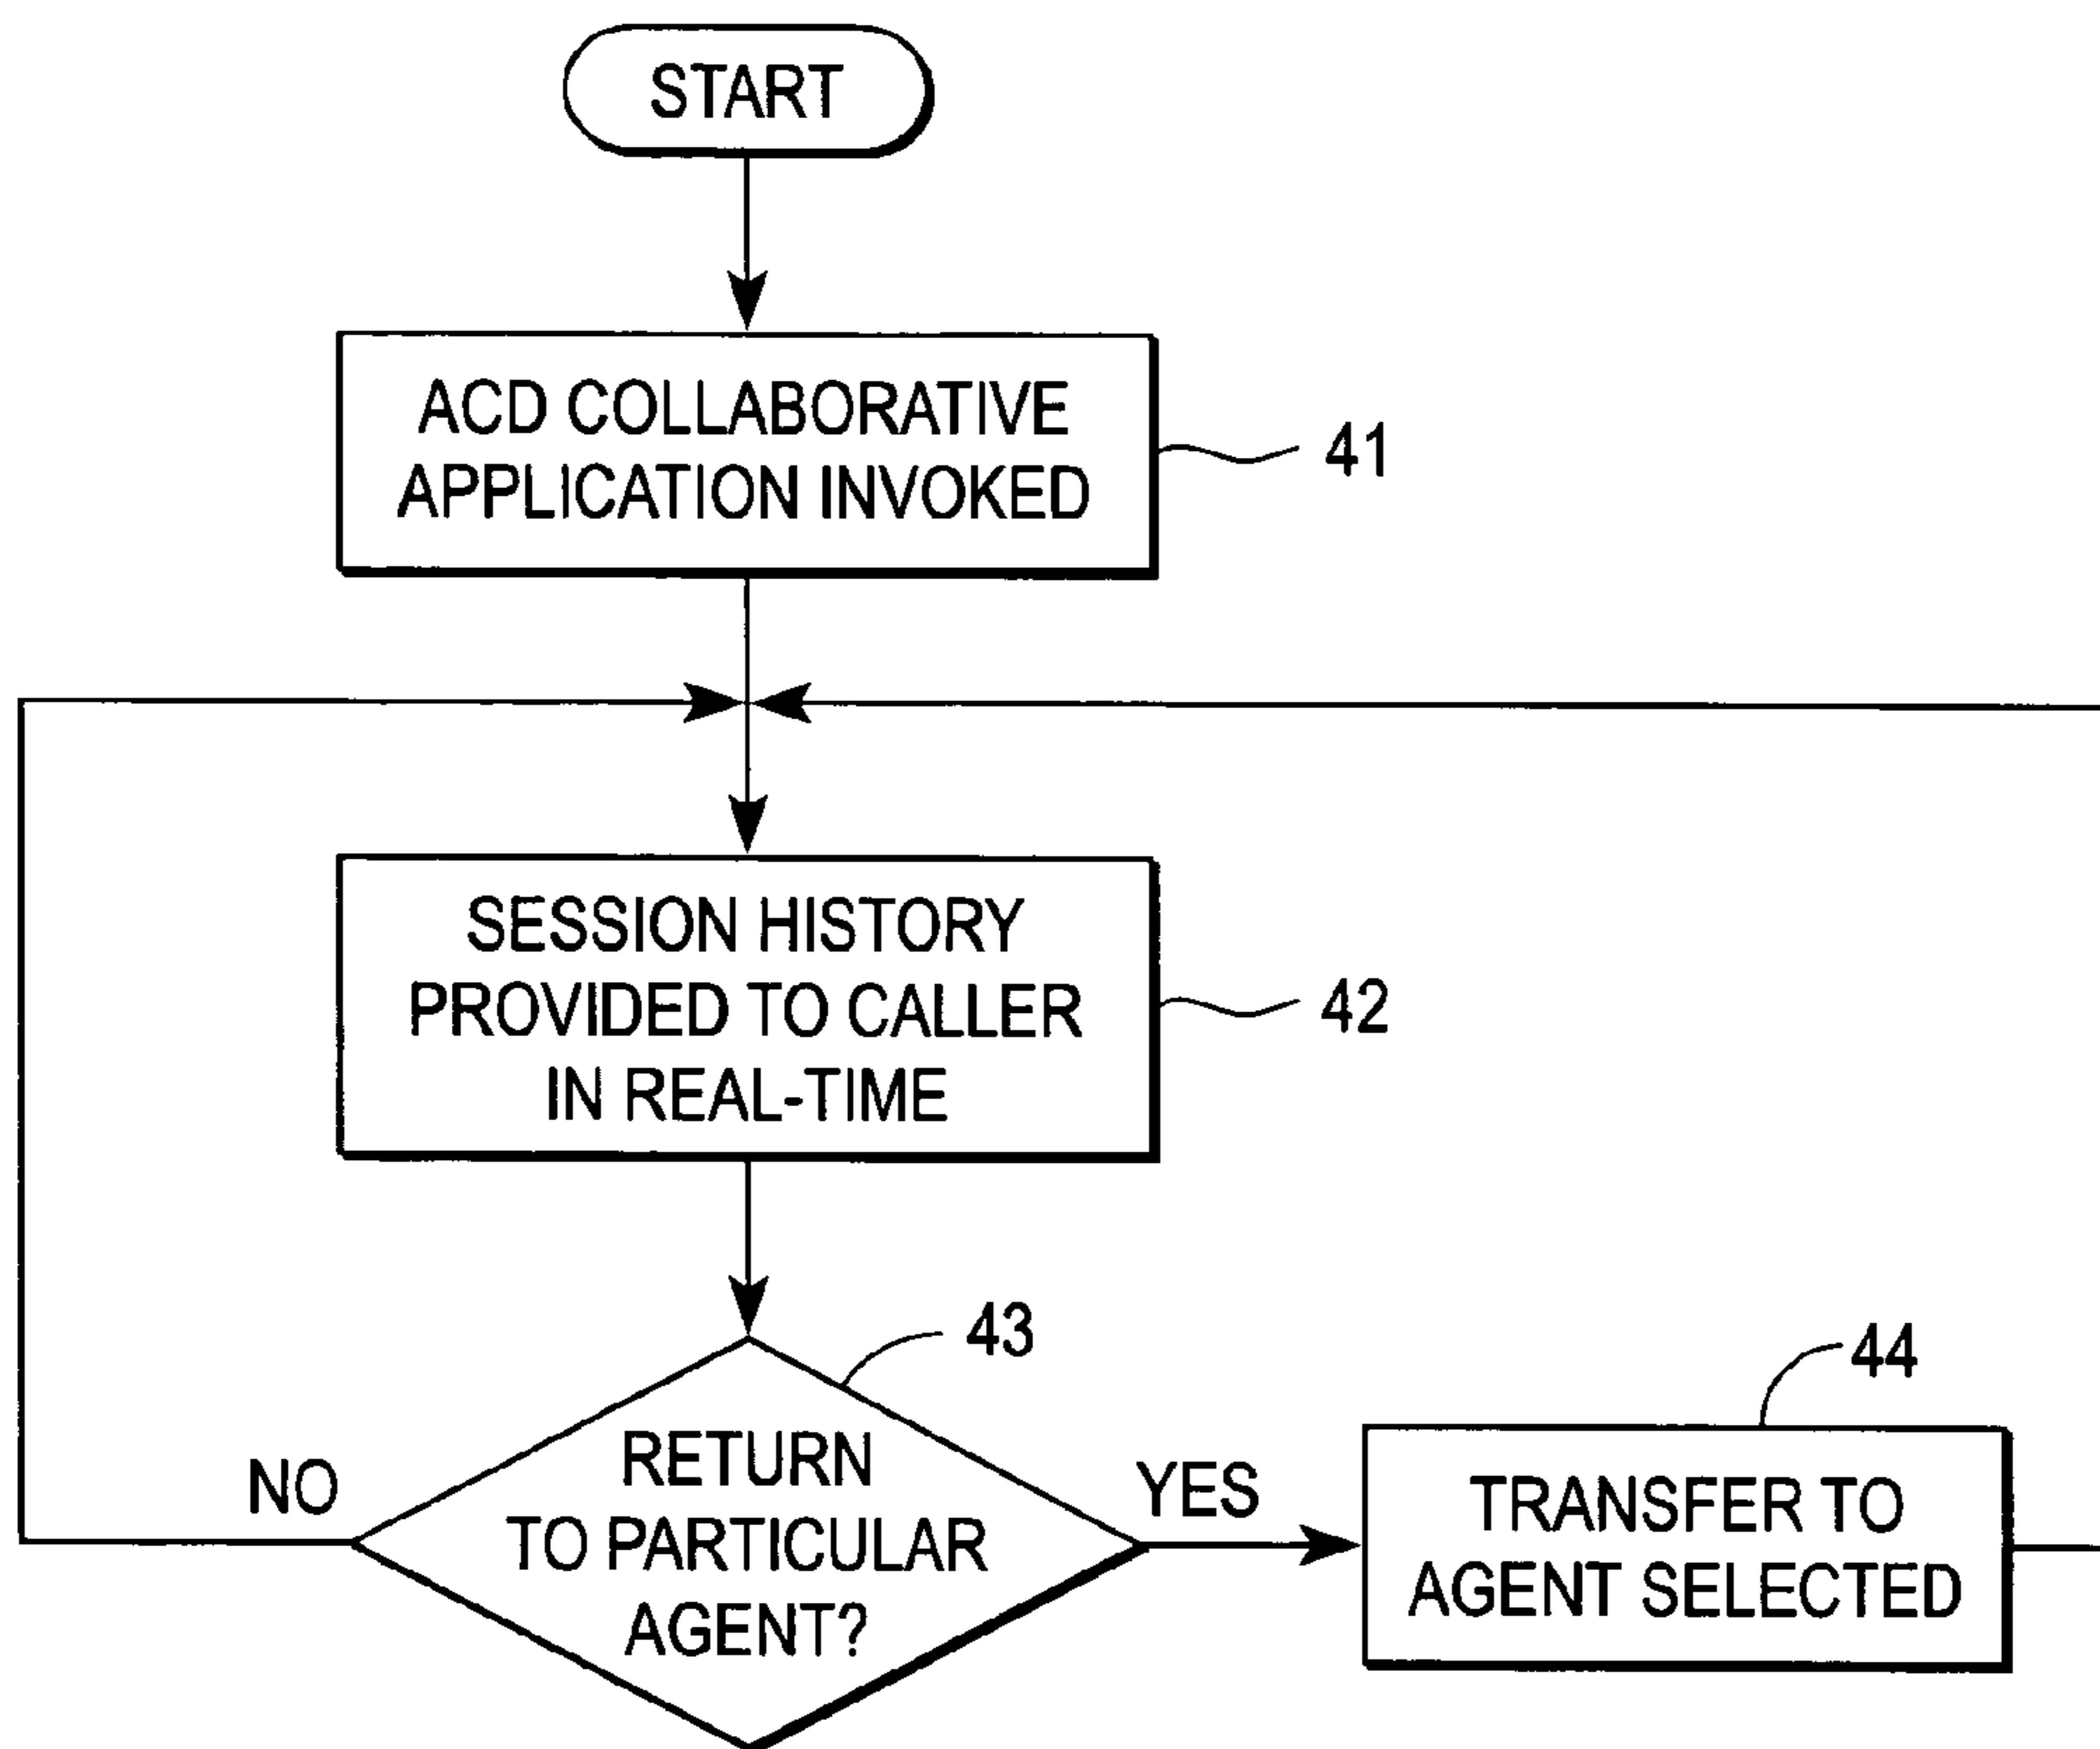 START
ACD COLLABORATIVE
APPLICATION INVOKED
41
SESSION HISTORY
PROVIDED TO CALLER
IN REAL-TIME
42
43
RETURN
TO PARTICULAR
AGENT?
NO
YES
44
TRANSFER TO
AGENT SELECTED